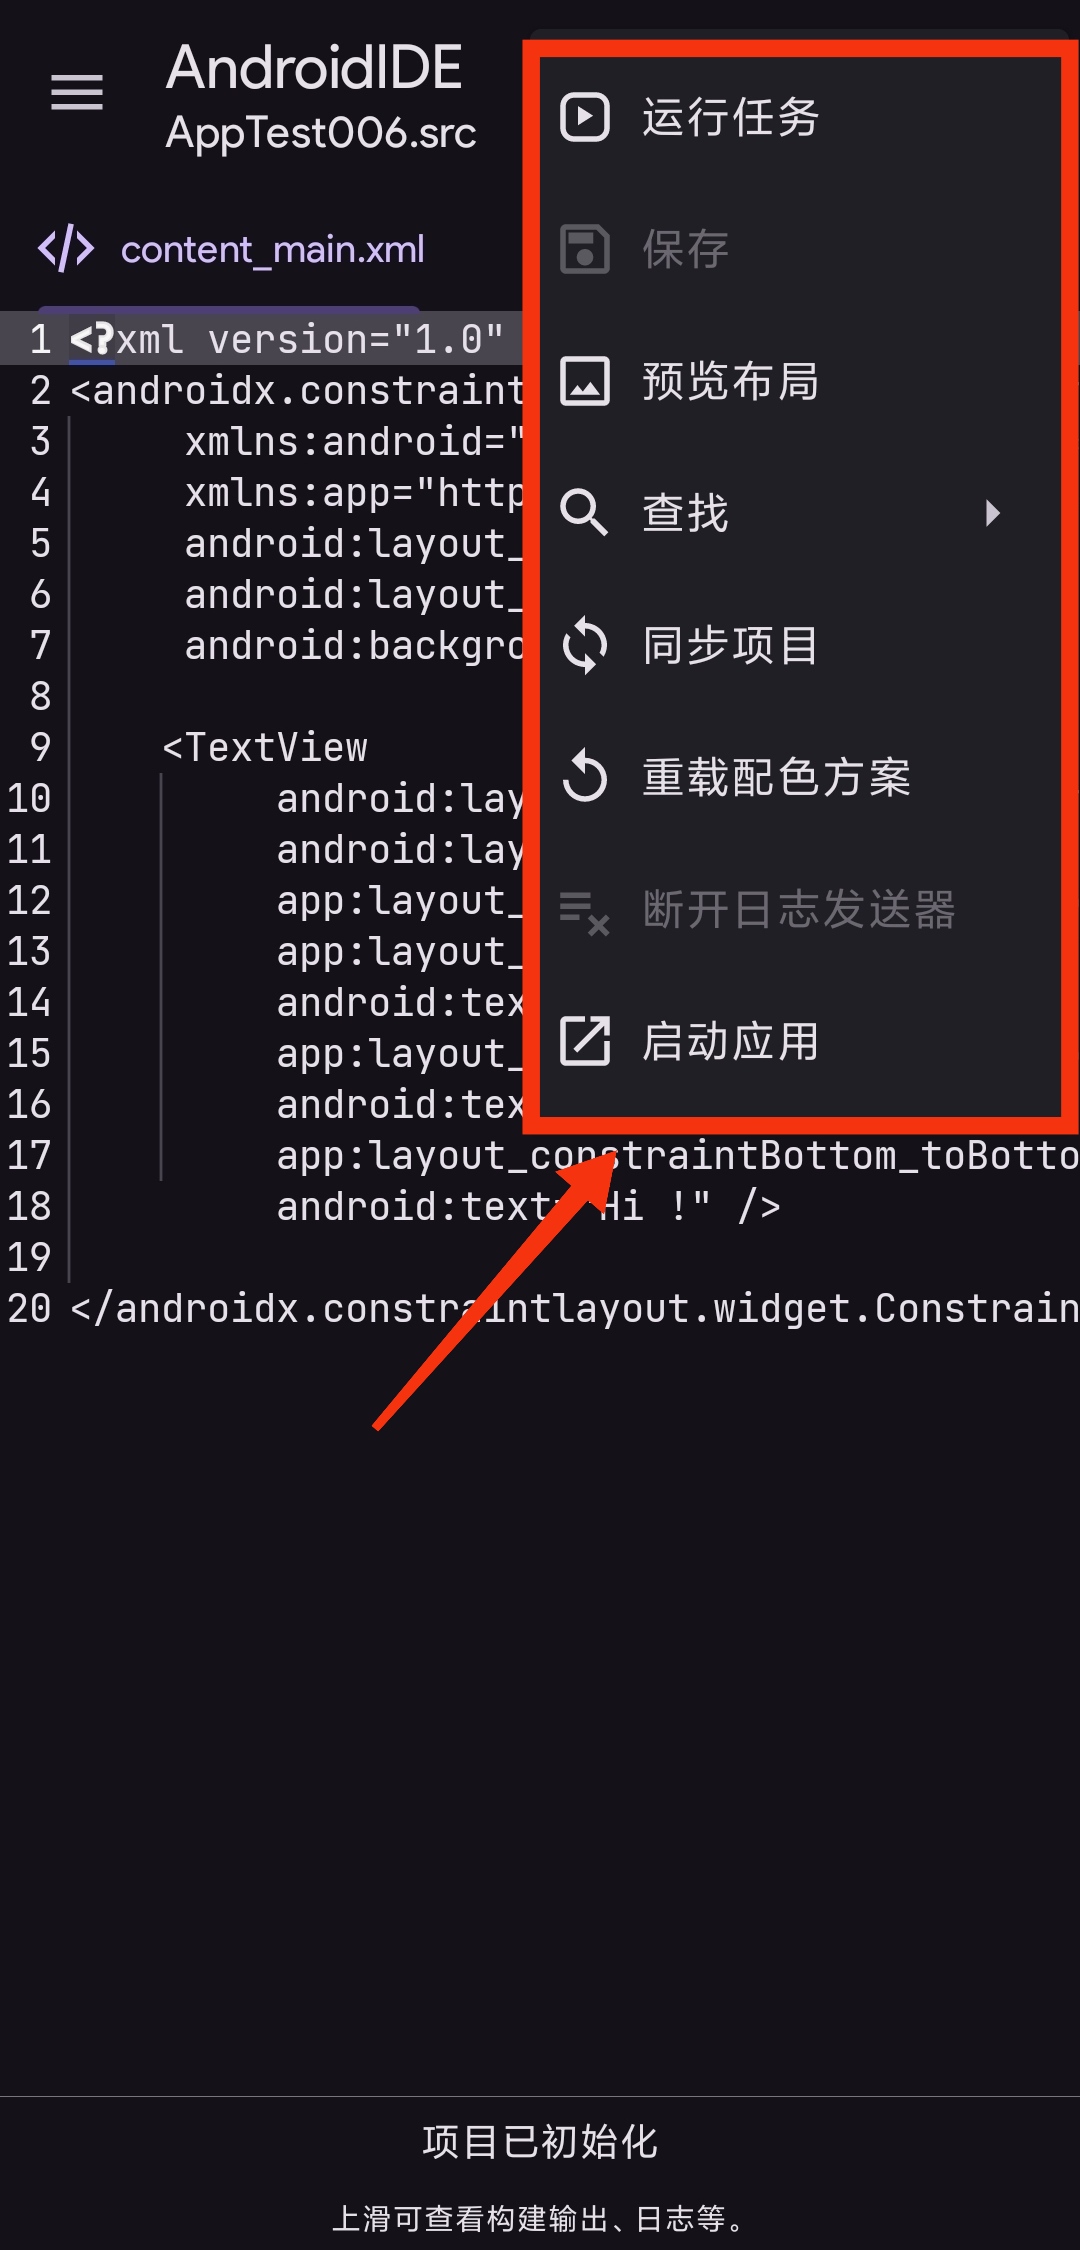 AndroidIDE
AppTest006.src
content_main.xml
运行任务
保存
预览布局
查找
同步项目
重载配色方案
断开日志发送器
启动应用
1 <?xml version="1.0"
2 <androidx.constraint
3 xmlns:android="
4 xmlns:app="http
5 android:layout_
6 android:layout_
7 android:backgro
8
9 <TextView
10 android:lay
11 android:lay
12 app:layout_
13 app:layout_
14 android:tex
15 app:layout_
16 android:tex
17 app:layout_constraintBottom_toBotto
18 android:text="Hi !" />
19
20 </androidx.constraintlayout.widget.Constrain
项目已初始化
上滑可查看构建输出、日志等。